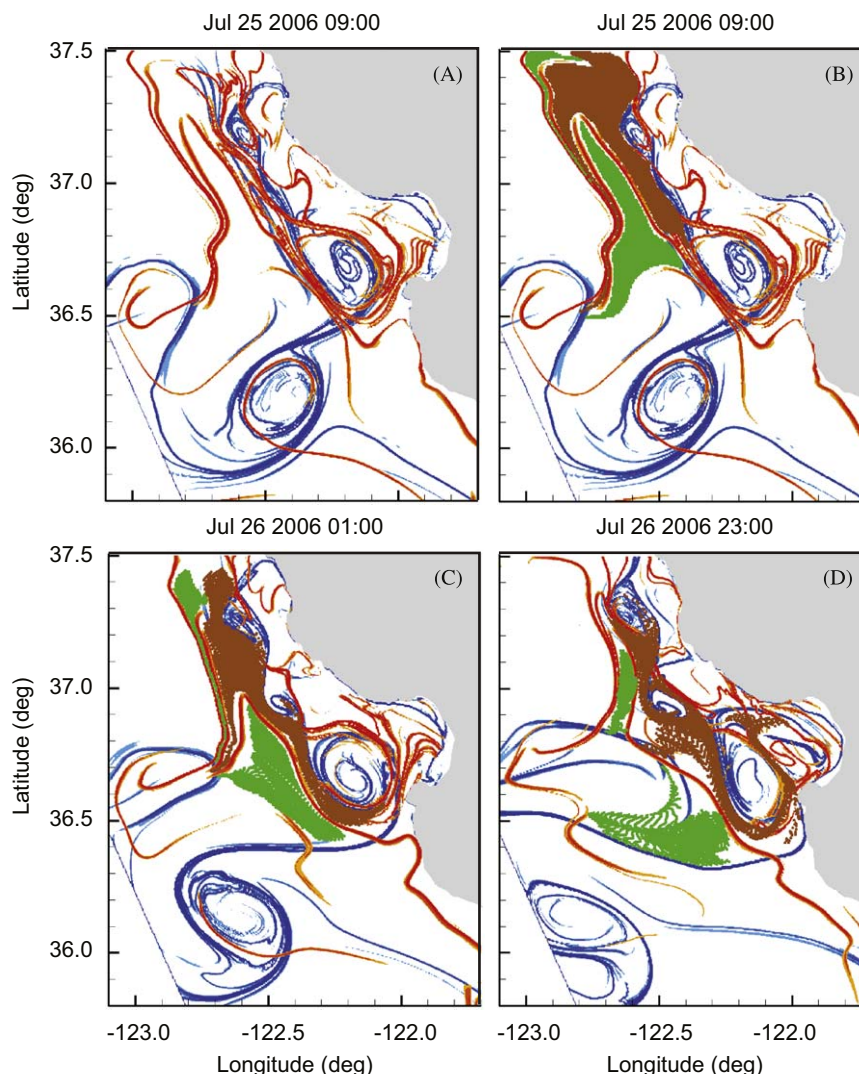 Jul 25 2006 09:00
Jul 25 2006 09:00
37.5
(A)
(B)
37.0
Latitude (deg)
36.5
36.0
Jul 26 2006 01:00
Jul 26 2006 23:00
37.5
(C)
(D)
37.0
Latitude (deg)
36.5
36.0
-123.0
-122.5
-122.0
-123.0
-122.5
-122.0
Longitude (deg)
Longitude (deg)